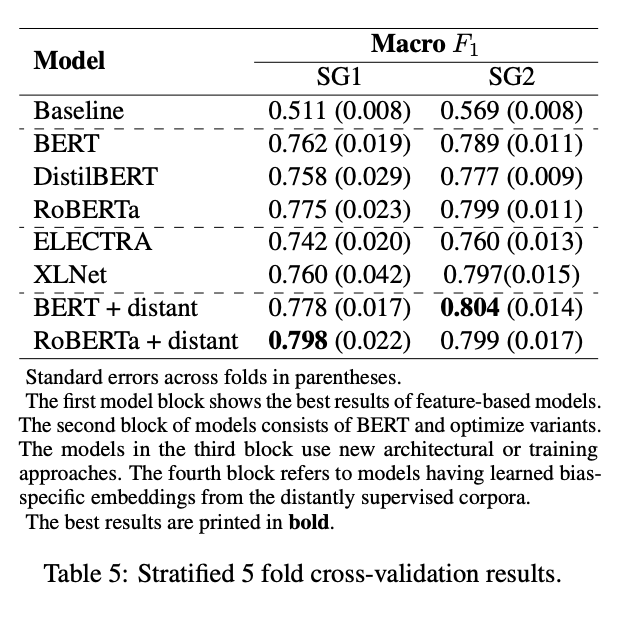 Model Macro F1
SG1 SG2
Baseline 0.511 (0.008) 0.569 (0.008)
BERT 0.762 (0.019) 0.789 (0.011)
DistilBERT 0.758 (0.029) 0.777 (0.009)
RoBERTa 0.775 (0.023) 0.799 (0.011)
ELECTRA 0.742 (0.020) 0.760 (0.013)
XLNet 0.760 (0.042) 0.797(0.015)
BERT + distant 0.778 (0.017) 0.804 (0.014)
RoBERTa + distant 0.798 (0.022) 0.799 (0.017)
Standard errors across folds in parentheses.
The first model block shows the best results of feature-based models.
The second block of models consists of BERT and optimize variants.
The models in the third block use new architectural or training
approaches. The fourth block refers to models having learned bias-
specific embeddings from the distantly supervised corpora.
The best results are printed in bold.
Table 5: Stratified 5 fold cross-validation results.